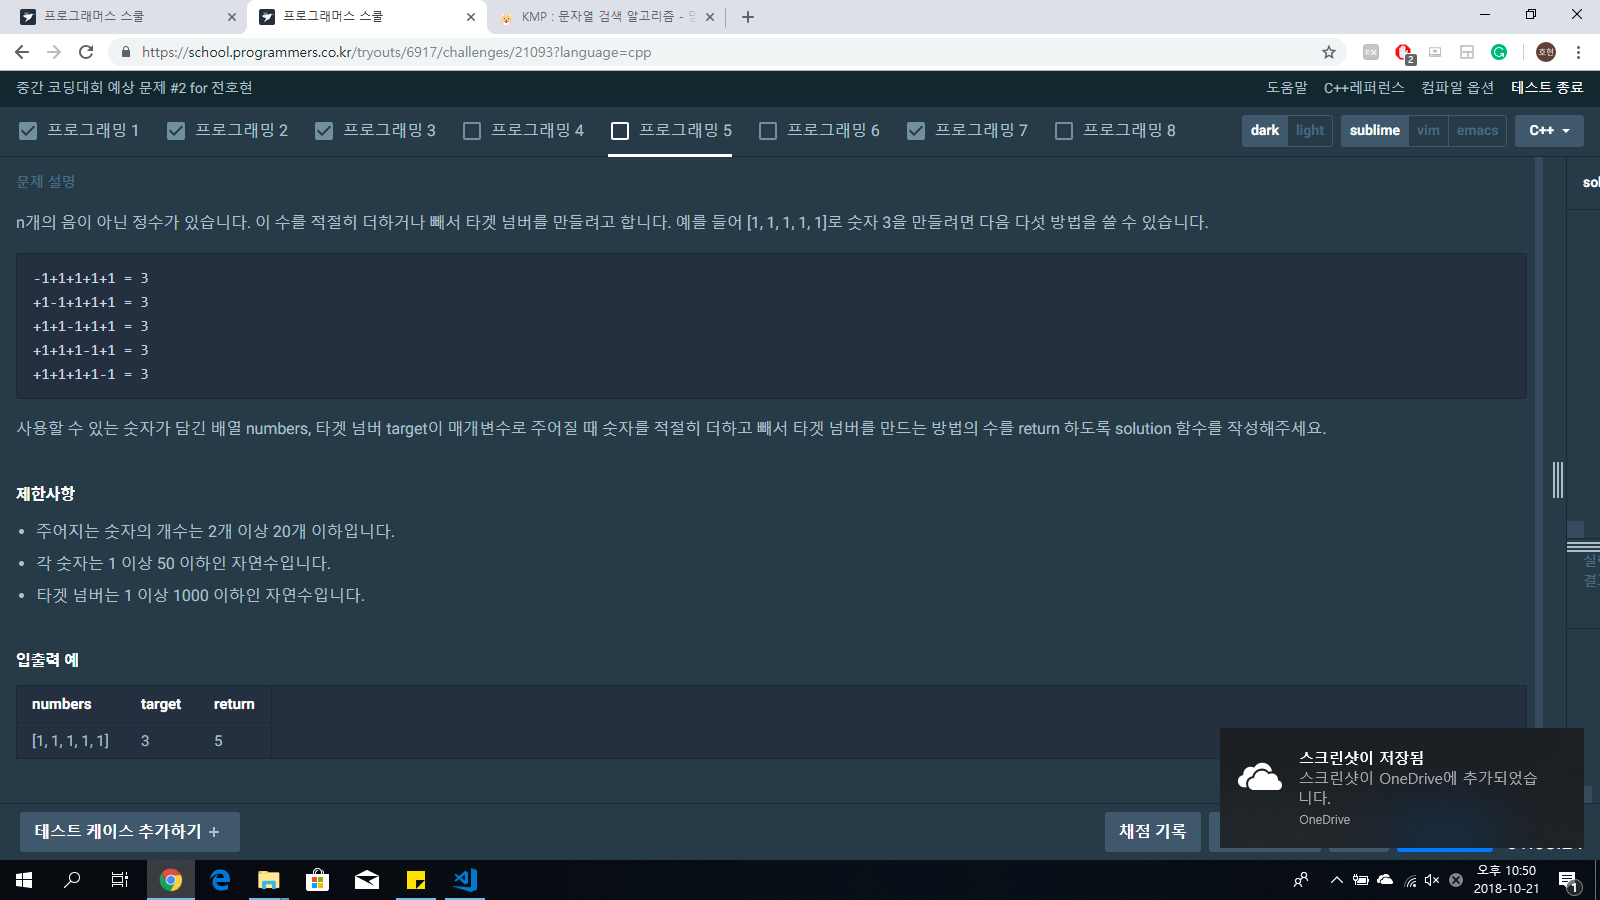 프로그래머스 스쿨
프로그래머스 스쿨
KMP : 문자열 검색 알고리즘 -
https://school.programmers.co.kr/tryouts/6917/challenges/21093?language=cpp
2
호현
중간 코딩대회 예상 문제 #2 for 전호현
도움말 C++레퍼런스 컴파일 옵션 테스트 종료
프로그래밍 1 프로그래밍 2 프로그래밍 3 프로그래밍 4 프로그래밍 5 프로그래밍 6 프로그래밍 7 프로그래밍 8
dark light sublime vim emacs C++
문제 설명
sol
n개의 음이 아닌 정수가 있습니다. 이 수를 적절히 더하거나 빼서 타겟 넘버를 만들려고 합니다. 예를 들어 [1, 1, 1, 1, 1]로 숫자 3을 만들려면 다음 다섯 방법을 쓸 수 있습니다.
-1+1+1+1+1 = 3
+1-1+1+1+1 = 3
+1+1-1+1+1 = 3
+1+1+1-1+1 = 3
+1+1+1+1-1 = 3
사용할 수 있는 숫자가 담긴 배열 numbers, 타겟 넘버 target이 매개변수로 주어질 때 숫자를 적절히 더하고 빼서 타겟 넘버를 만드는 방법의 수를 return 하도록 solution 함수를 작성해주세요.
제한사항
• 주어지는 숫자의 개수는 2개 이상 20개 이하입니다.
• 각 숫자는 1 이상 50 이하인 자연수입니다.
• 타겟 넘버는 1 이상 1000 이하인 자연수입니다.
입출력 예
numbers target return
[1, 1, 1, 1, 1] 3 5
스크린샷이 저장됨
스크린샷이 OneDrive에 추가되었습
니다.
OneDrive
테스트 케이스 추가하기 +
채점 기록
오후 10:50
2018-10-21
1